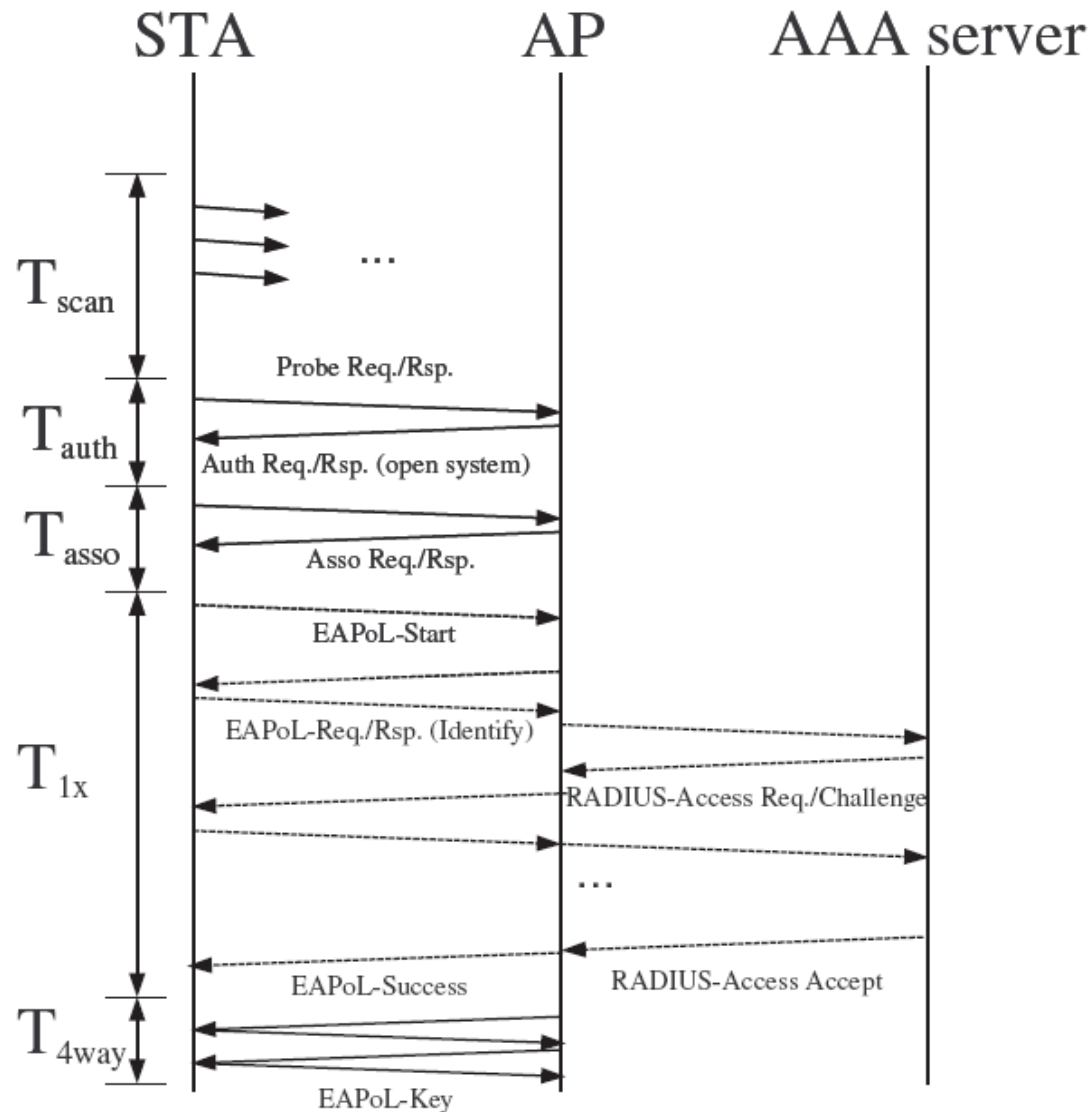 STA AP AAA server
...
T scan
Probe Req./Rsp.
T auth
Auth Req./Rsp. (open system)
T asso
Asso Req./Rsp.
EAPoL-Start
EAPoL-Req./Rsp. (Identify)
T 1x
RADIUS-Access Req./Challenge
...
EAPoL-Success
RADIUS-Access Accept
T 4way
EAPoL-Key